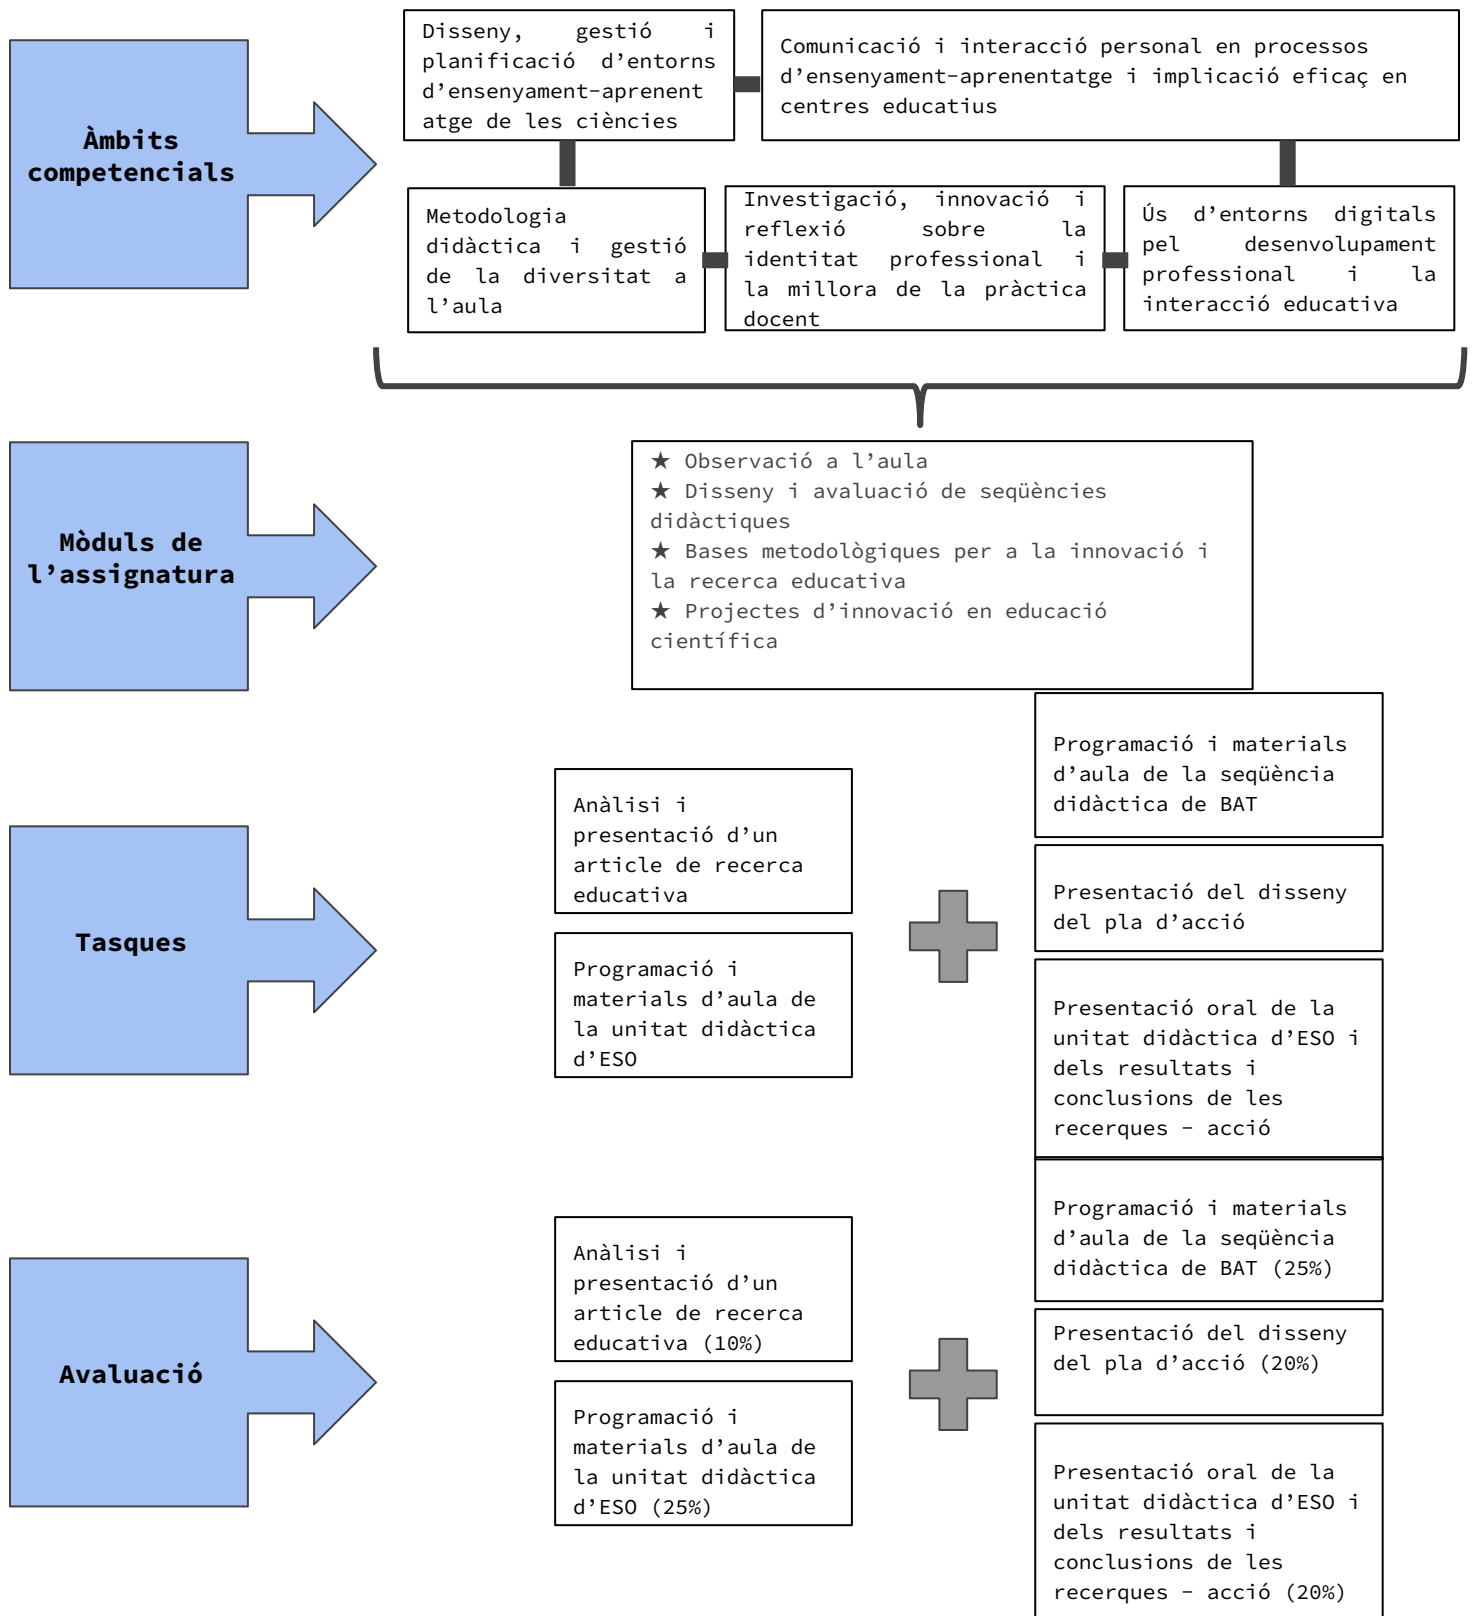 Àmbits
competencials
Disseny, gestió i
planificació d’entorns
d’ensenyament-aprenent
atge de les ciències
Comunicació i interacció personal en processos
d’ensenyament-aprenentatge i implicació eficaç en
centres educatius
Metodologia
didàctica i gestió
de la diversitat a
l’aula
Investigació, innovació i
reflexió sobre la
identitat professional i
la millora de la pràctica
docent
Ús d’entorns digitals
pel desenvolupament
professional i la
interacció educativa
Mòduls de
l’assignatura
★ Observació a l’aula
★ Disseny i avaluació de seqüències
didàctiques
★ Bases metodològiques per a la innovació i
la recerca educativa
★ Projectes d’innovació en educació
científica
Tasques
Anàlisi i
presentació d’un
article de recerca
educativa
Programació i
materials d’aula de
la unitat didàctica
d’ESO
Programació i materials
d’aula de la seqüència
didàctica de BAT
Presentació del disseny
del pla d’acció
Presentació oral de la
unitat didàctica d’ESO i
dels resultats i
conclusions de les
recerques - acció
Avaluació
Anàlisi i
presentació d’un
article de recerca
educativa (10%)
Programació i
materials d’aula de
la unitat didàctica
d’ESO (25%)
Programació i materials
d’aula de la seqüència
didàctica de BAT (25%)
Presentació del disseny
del pla d’acció (20%)
Presentació oral de la
unitat didàctica d’ESO i
dels resultats i
conclusions de les
recerques - acció (20%)